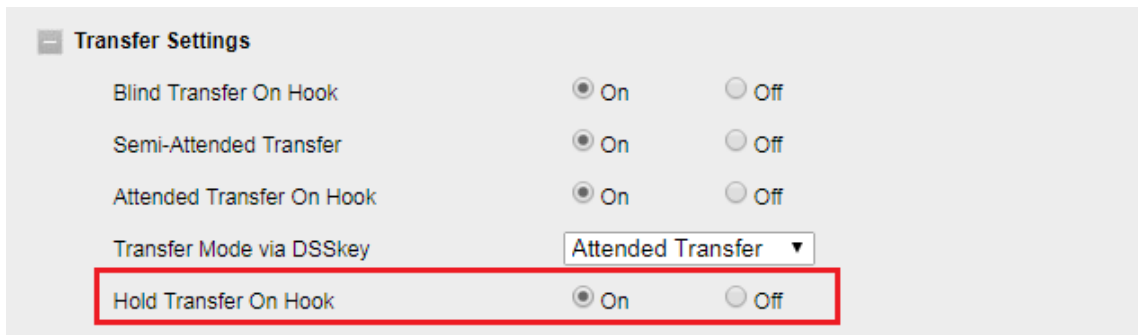 Transfer Settings
Blind Transfer On Hook On Off
Semi-Attended Transfer On Off
Attended Transfer On Hook On Off
Transfer Mode via DSSkey Attended Transfer
Hold Transfer On Hook On Off